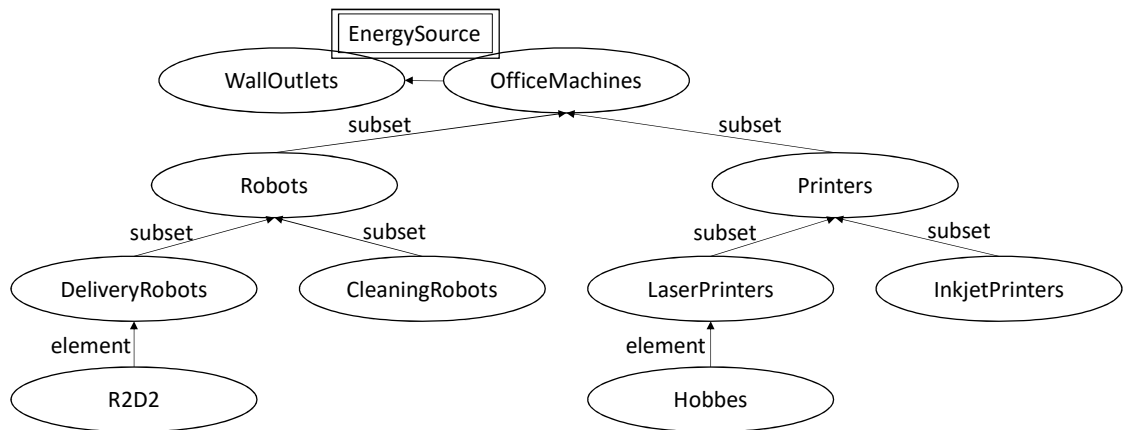 EnergySource
WallOutlets OfficeMachines
subset subset
Robots Printers
subset subset subset subset
DeliveryRobots CleaningRobots LaserPrinters InkjetPrinters
element element
R2D2 Hobbes